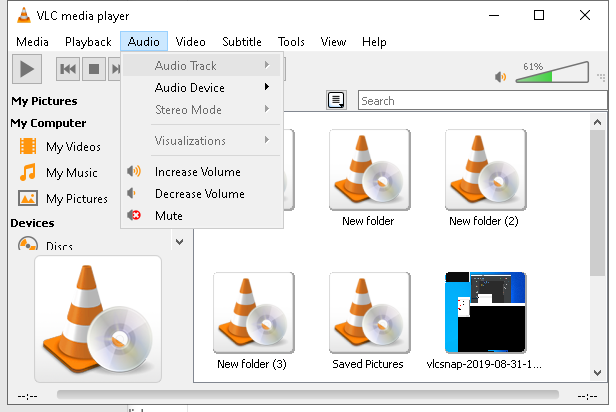 VLC media player
Media Playback Audio Video Subtitle Tools View Help
Audio Track
Audio Device
Stereo Mode
Visualizations
Increase Volume
Decrease Volume
Mute
61%
Search
My Pictures
My Computer
My Videos
My Music
My Pictures
Devices
Discs
New folder
New folder (2)
New folder (3)
Saved Pictures
vlcsnap-2019-08-31-1...
--:--
--:--